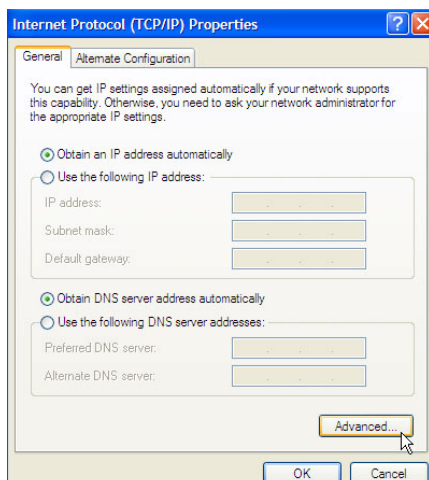 Internet Protocol (TCP/IP) Properties
General
Alternate Configuration
You can get IP settings assigned automatically if your network supports
this capability. Otherwise, you need to ask your network administrator for
the appropriate IP settings.
Obtain an IP address automatically
Use the following IP address:
IP address:
Subnet mask:
Default gateway:
Obtain DNS server address automatically
Use the following DNS server addresses:
Preferred DNS server:
Alternate DNS server:
Advanced...
OK
Cancel